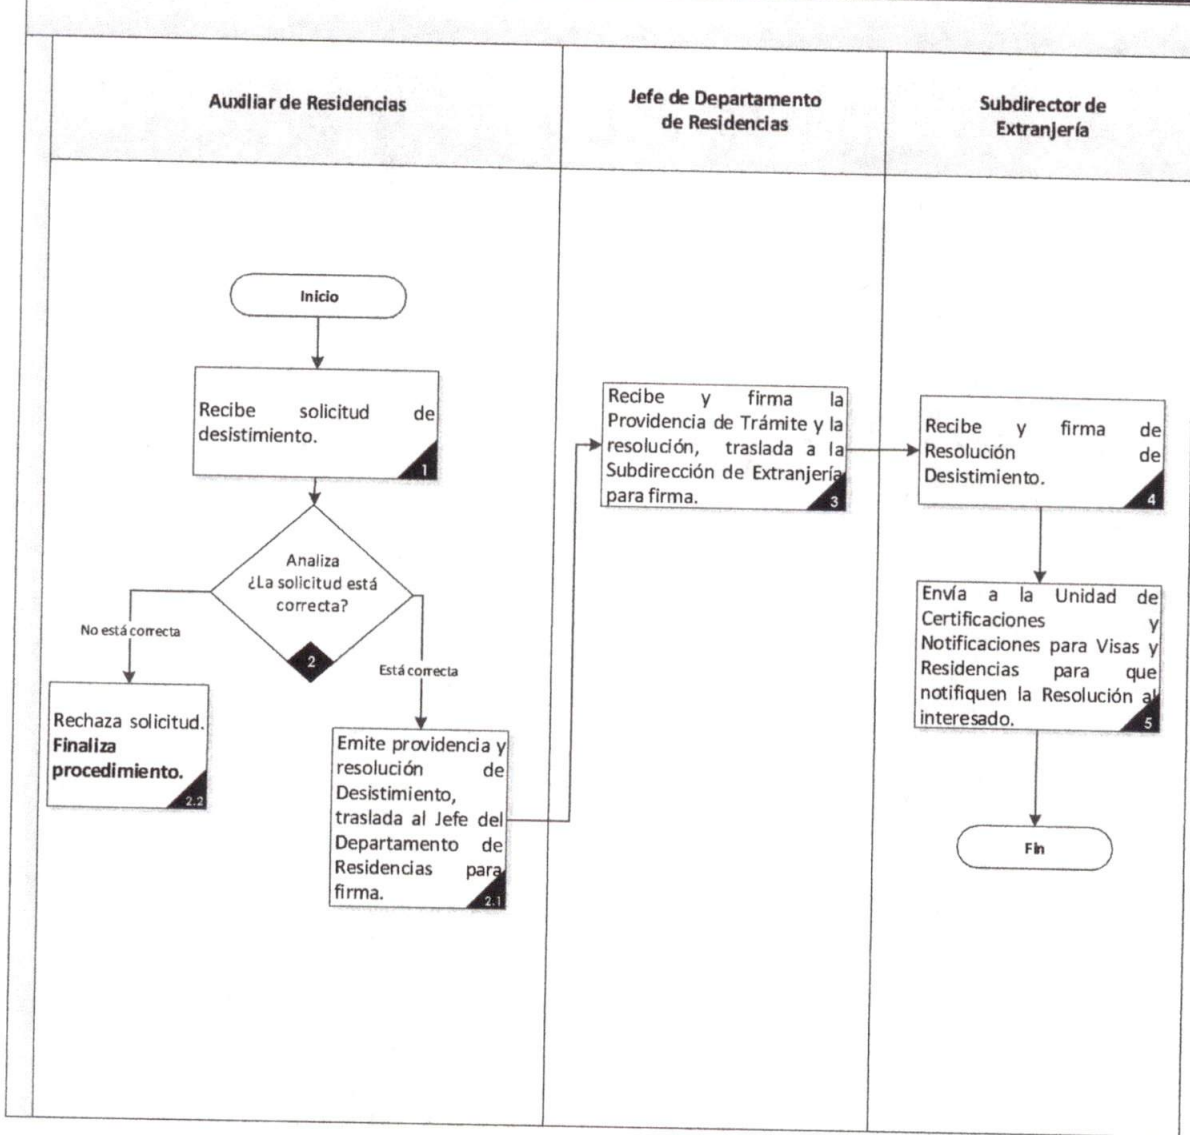 Auxiliar de Residencias
Jefe de Departamento
de Residencias
Subdirector de
Extranjería
Inicio
Recibe solicitud de
desistimiento.
1
Analiza
¿La solicitud está
correcta?
2
No está correcta
Está correcta
Rechaza solicitud.
Finaliza
procedimiento.
2.2
Emite providencia y
resolución de
Desistimiento,
traslada al Jefe del
Departamento de
Residencias para
firma.
2.1
Recibe y firma la
Providencia de Trámite y la
resolución, traslada a la
Subdirección de Extranjería
para firma.
3
Recibe y firma de
Resolución de
Desistimiento.
4
Envía a la Unidad de
Certificaciones y
Notificaciones para Visas y
Residencias para que
notifiquen la Resolución al
interesado.
5
Fin